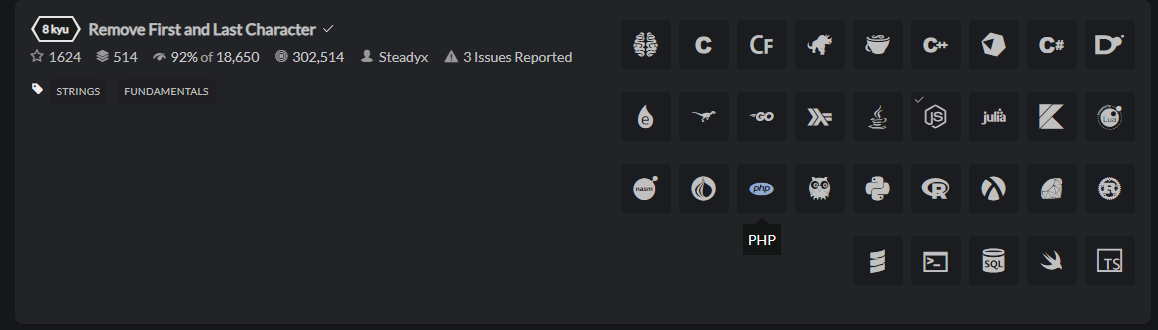 8 kyu Remove First and Last Character
1624 514 92% of 18,650 302,514 Steadyx 3 Issues Reported
STRINGS FUNDAMENTALS
C CF C++ C# D
e GO JS julia Lua
nasm php R R
PHP
SQL TS